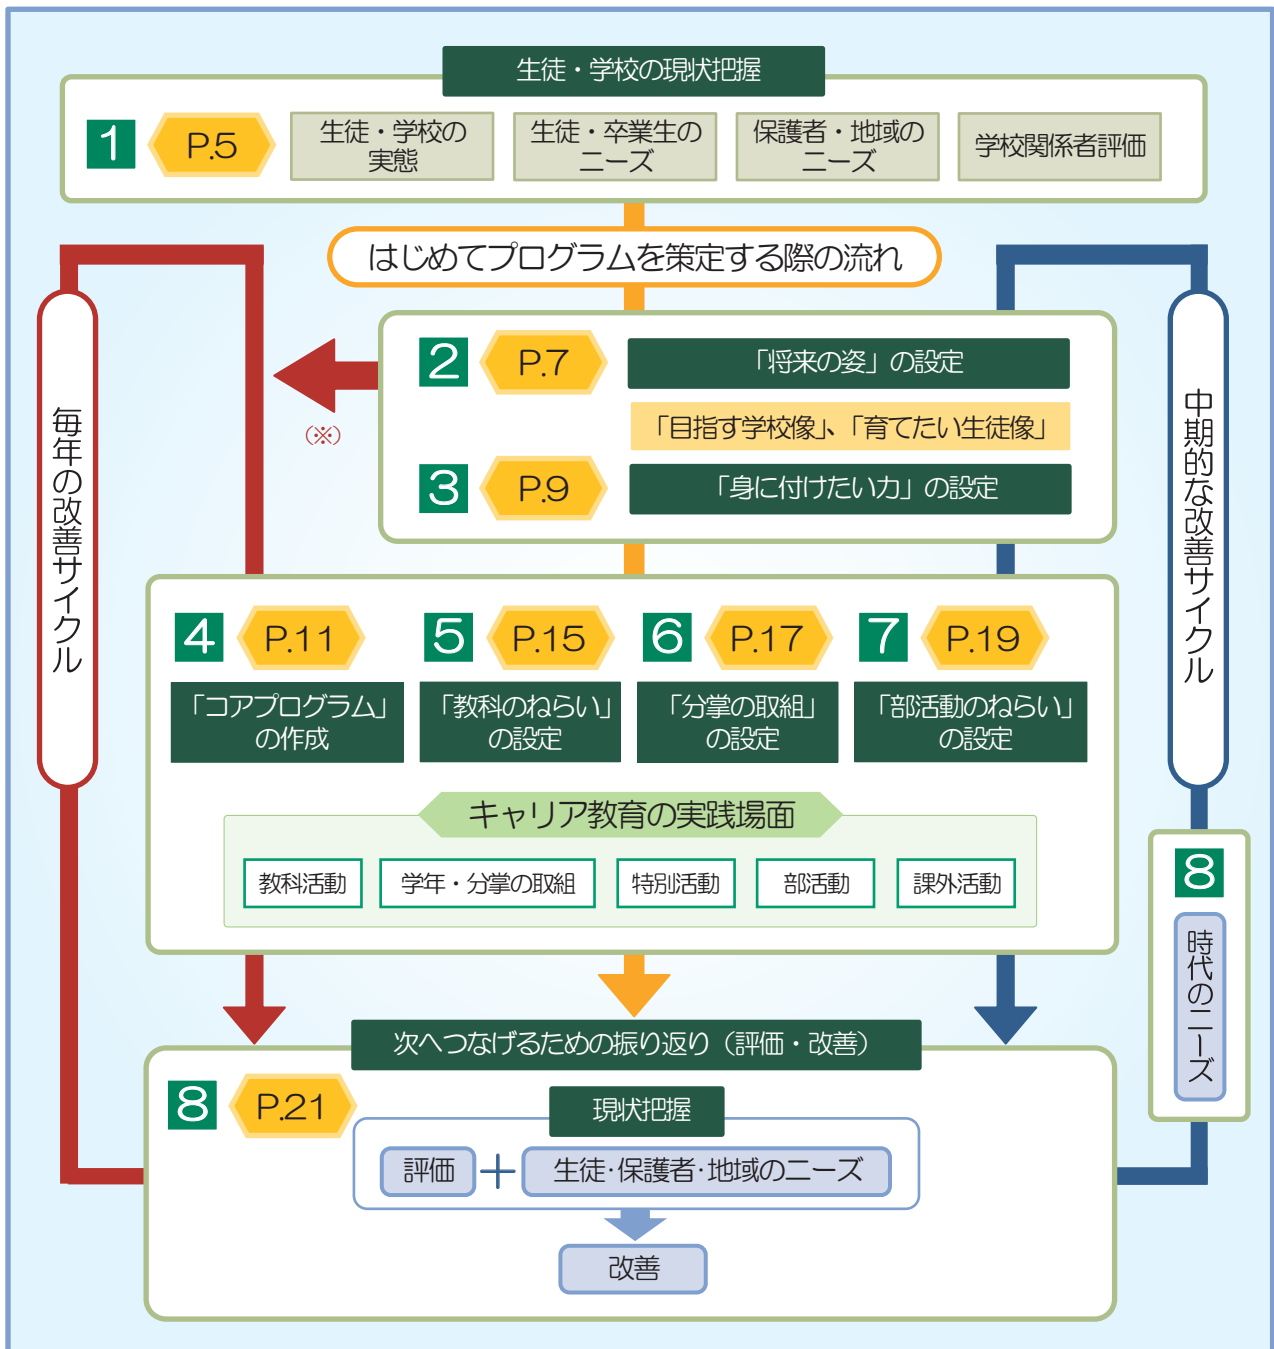 生徒・学校の現状把握
1
P.5
生徒・学校の
実態
生徒・卒業生の
ニーズ
保護者・地域の
ニーズ
学校関係者評価
はじめてプログラムを策定する際の流れ
毎年の改善サイクル
(※)
2
P.7
「将来の姿」の設定
「目指す学校像」、「育てたい生徒像」
3
P.9
「身に付けたい力」の設定
中期的な改善サイクル
4
P.11
「コアプログラム」
の作成
5
P.15
「教科のねらい」
の設定
6
P.17
「分掌の取組」
の設定
7
P.19
「部活動のねらい」
の設定
キャリア教育の実践場面
教科活動
学年・分掌の取組
特別活動
部活動
課外活動
8
時代のニーズ
次へつなげるための振り返り（評価・改善）
8
P.21
現状把握
評価
+
生徒・保護者・地域のニーズ
改善